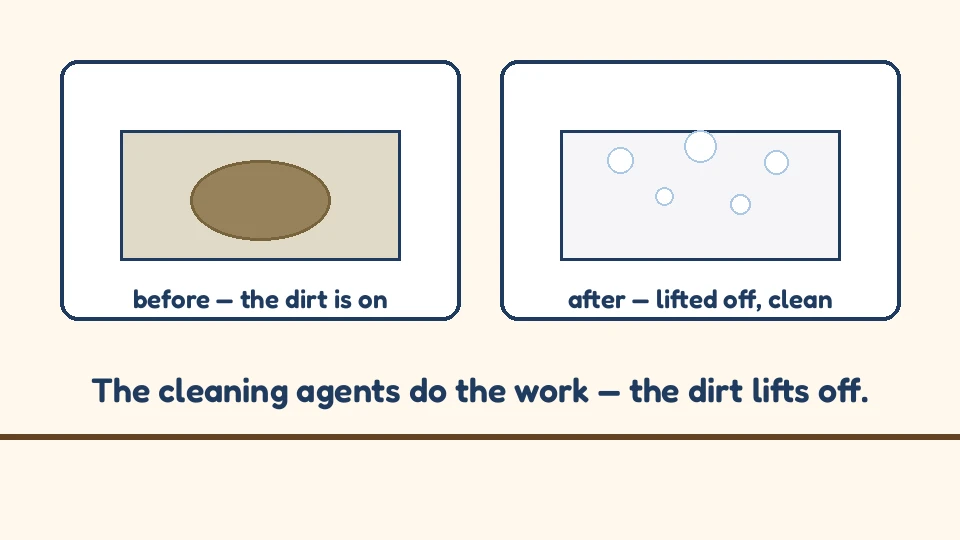 before — the dirt is on
after — lifted off, clean
The cleaning agents do the work — the dirt lifts off.